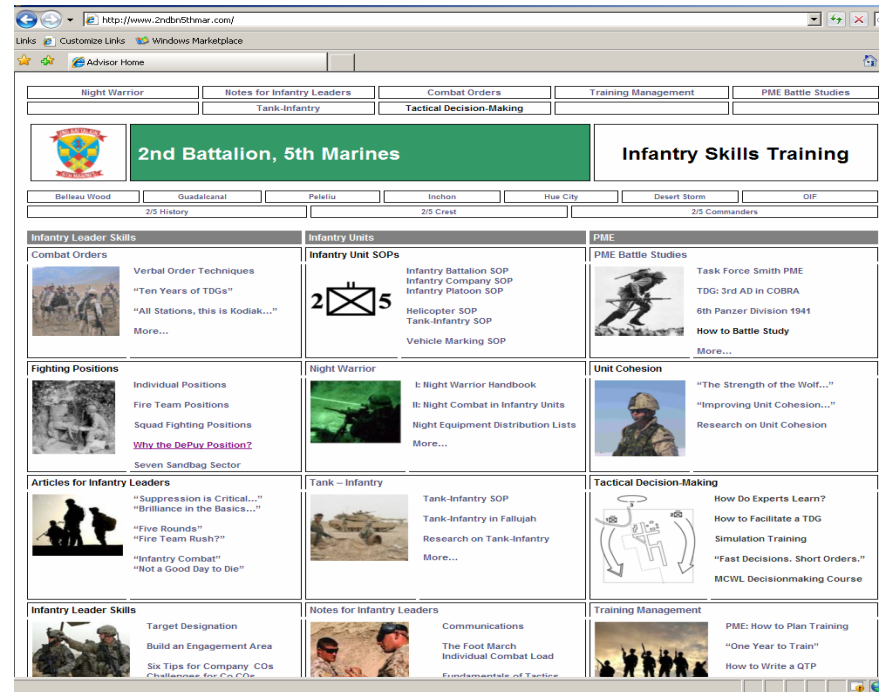 http://www.2ndbn5thmar.com/
Links Customize Links Windows Marketplace
Advisor Home
Night Warrior Notes for Infantry Leaders Combat Orders Training Management PME Battle Studies
Tank-Infantry Tactical Decision-Making
2nd Battalion, 5th Marines Infantry Skills Training
Belleau Wood Guadalcanal Peleliu Inchon Hue City Desert Storm OIF
2/5 History 2/5 Crest 2/5 Commanders
Infantry Leader Skills Infantry Units PME
Combat Orders
Verbal Order Techniques
“Ten Years of TDGs”
“All Stations, this is Kodiak…”
More…
Infantry Unit SOPs
2 5
Infantry Battalion SOP
Infantry Company SOP
Infantry Platoon SOP
Helicopter SOP
Tank-Infantry SOP
Vehicle Marking SOP
PME Battle Studies
Task Force Smith PME
TDG: 3rd AD in COBRA
6th Panzer Division 1941
How to Battle Study
More…
Fighting Positions
Individual Positions
Fire Team Positions
Squad Fighting Positions
Why the DePuy Position?
Seven Sandbag Sector
Night Warrior
I: Night Warrior Handbook
II: Night Combat in Infantry Units
Night Equipment Distribution Lists
More…
Unit Cohesion
“The Strength of the Wolf…”
“Improving Unit Cohesion…”
Research on Unit Cohesion
Articles for Infantry Leaders
“Suppression is Critical…”
“Brilliance in the Basics…”
“Five Rounds”
“Fire Team Rush?”
“Infantry Combat”
“Not a Good Day to Die”
Tank – Infantry
Tank-Infantry SOP
Tank-Infantry in Fallujah
Research on Tank-Infantry
More…
Tactical Decision-Making
How Do Experts Learn?
How to Facilitate a TDG
Simulation Training
“Fast Decisions. Short Orders.”
MCWL Decisionmaking Course
Infantry Leader Skills
Target Designation
Build an Engagement Area
Six Tips for Company COs
Challenges for Co COs
Notes for Infantry Leaders
Communications
The Foot March
Individual Combat Load
Fundamentals of Tactics
Training Management
PME: How to Plan Training
“One Year to Train”
How to Write a QTP